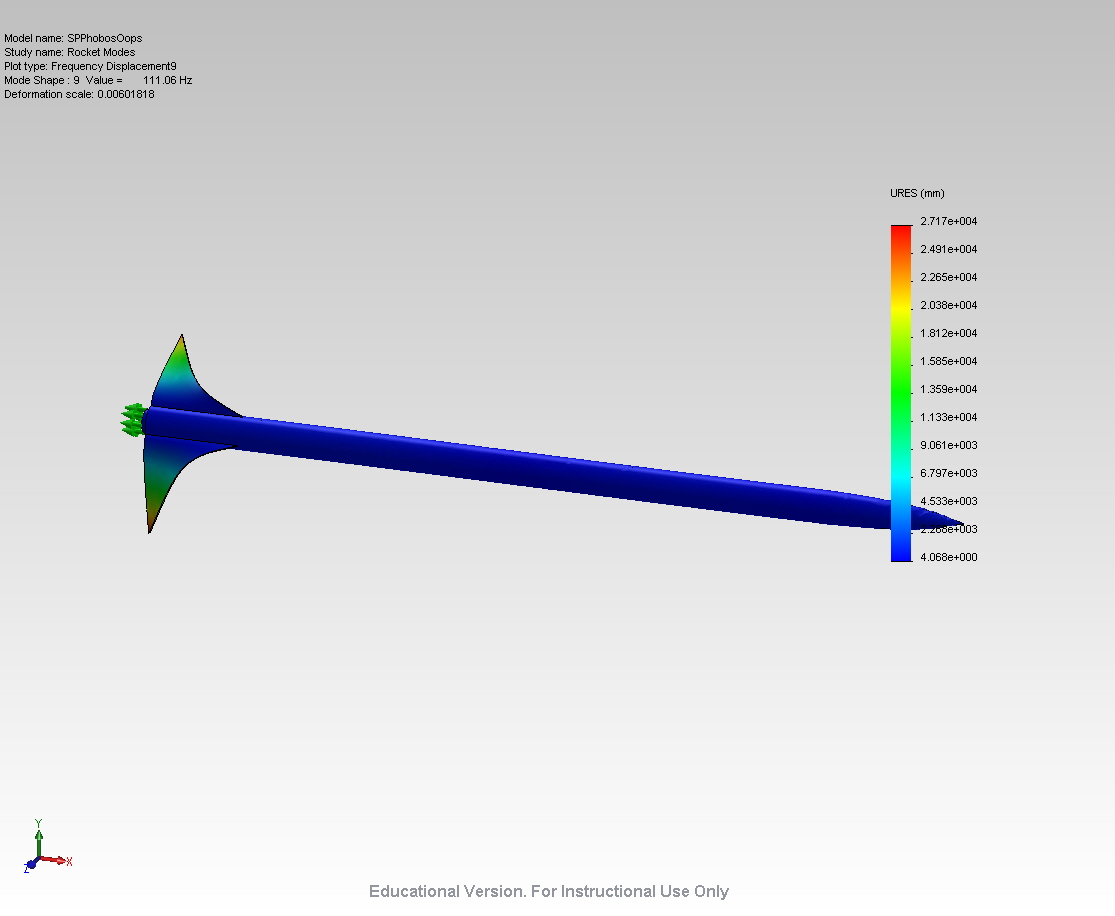 Model name: SPPhobosOops
Study name: Rocket Modes
Plot type: Frequency Displacement9
Mode Shape : 9 Value = 111.06 Hz
Deformation scale: 0.00601818
URES (mm)
2.717e+004
2.491e+004
2.265e+004
2.038e+004
1.812e+004
1.585e+004
1.359e+004
1.133e+004
9.061e+003
6.797e+003
4.533e+003
2.268e+003
4.068e+000
Y
X
Z
Educational Version. For Instructional Use Only